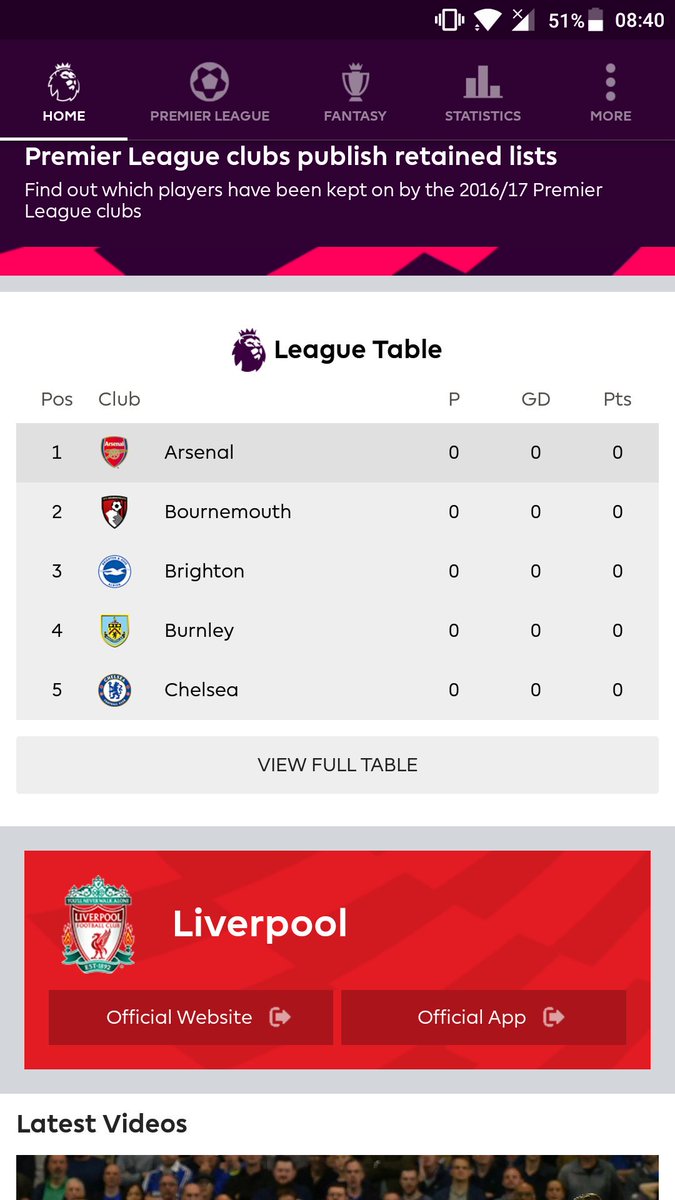 51% 08:40
HOME PREMIER LEAGUE FANTASY STATISTICS MORE
Premier League clubs publish retained lists
Find out which players have been kept on by the 2016/17 Premier
League clubs
League Table
Pos Club P GD Pts
1 Arsenal Arsenal 0 0 0
2 Bournemouth 0 0 0
3 Brighton 0 0 0
4 Burnley 0 0 0
5 Chelsea 0 0 0
VIEW FULL TABLE
YOU'LL NEVER WALK ALONE
LIVERPOOL
FOOTBALL CLUB
EST·1892
Liverpool
Official Website Official App
Latest Videos